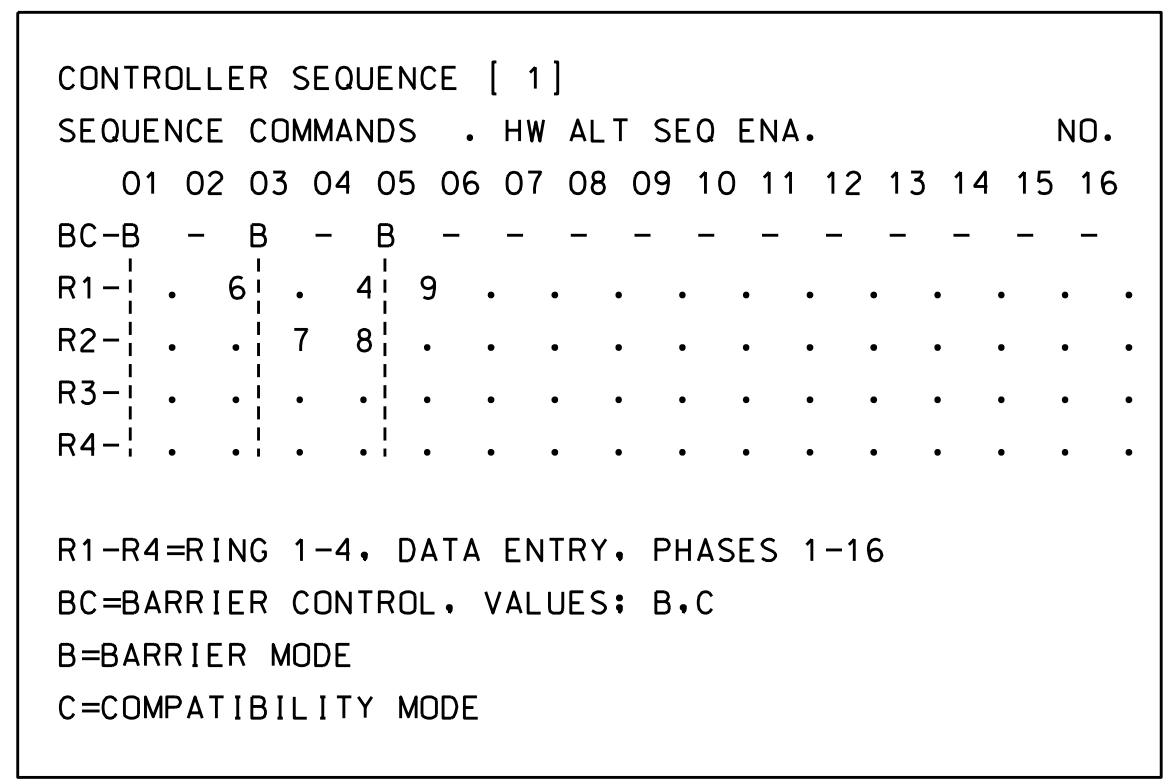 CONTROLLER SEQUENCE [ 1]
SEQUENCE COMMANDS . HW ALT SEQ ENA. NO.
01 02 03 04 05 06 07 08 09 10 11 12 13 14 15 16
BC-B - B - B - - - - - - - - - - -
R1-¦ . 6¦ . 4¦ 9 . . . . . . . . . . .
R2-¦ . .¦ 7 8¦ . . . . . . . . . . . .
R3-¦ . .¦ . .¦ . . . . . . . . . . . .
R4-¦ . .¦ . .¦ . . . . . . . . . . . .
R1-R4=RING 1-4, DATA ENTRY, PHASES 1-16
BC=BARRIER CONTROL, VALUES; B,C
B=BARRIER MODE
C=COMPATIBILITY MODE